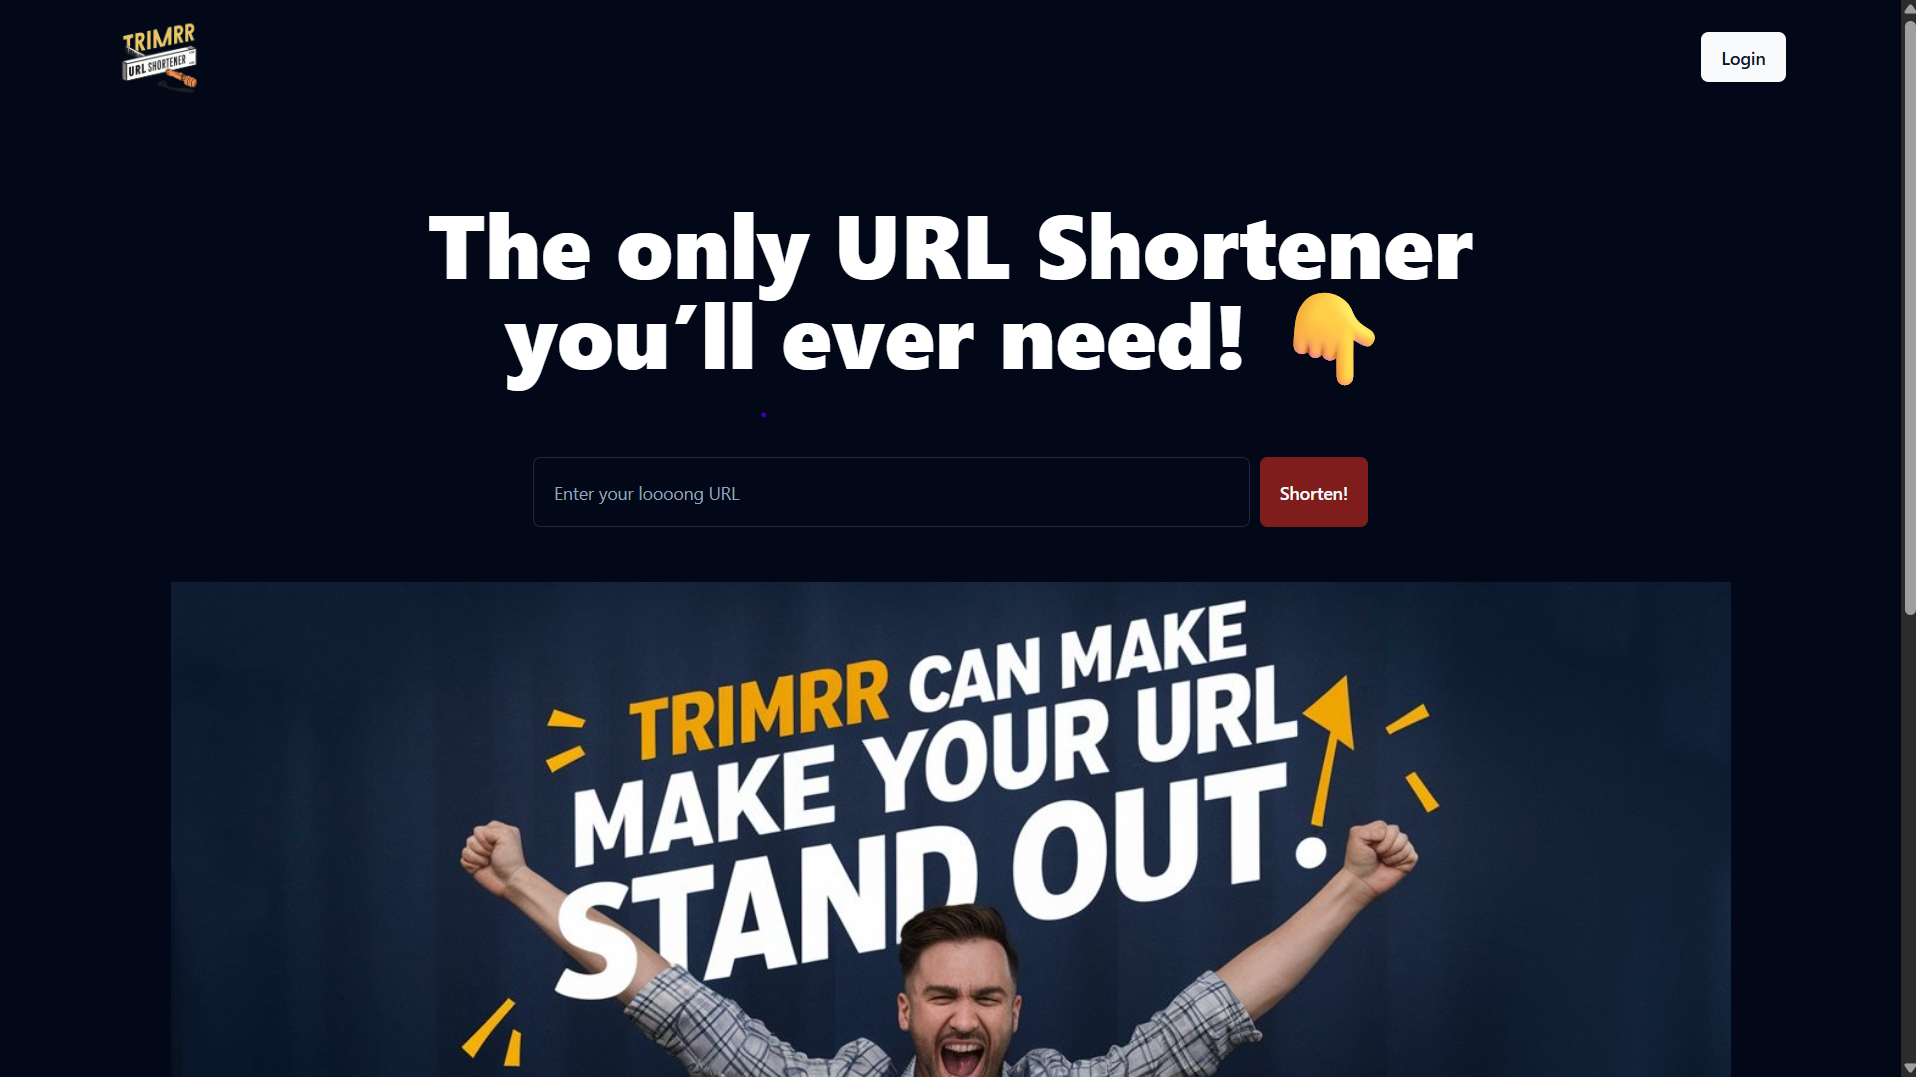 TRIMRR
URL SHORTENER
Login
The only URL Shortener
you’ll ever need! 👇
Enter your looooong URL
Shorten!
TRIMRR CAN MAKE
MAKE YOUR URL
STAND OUT.